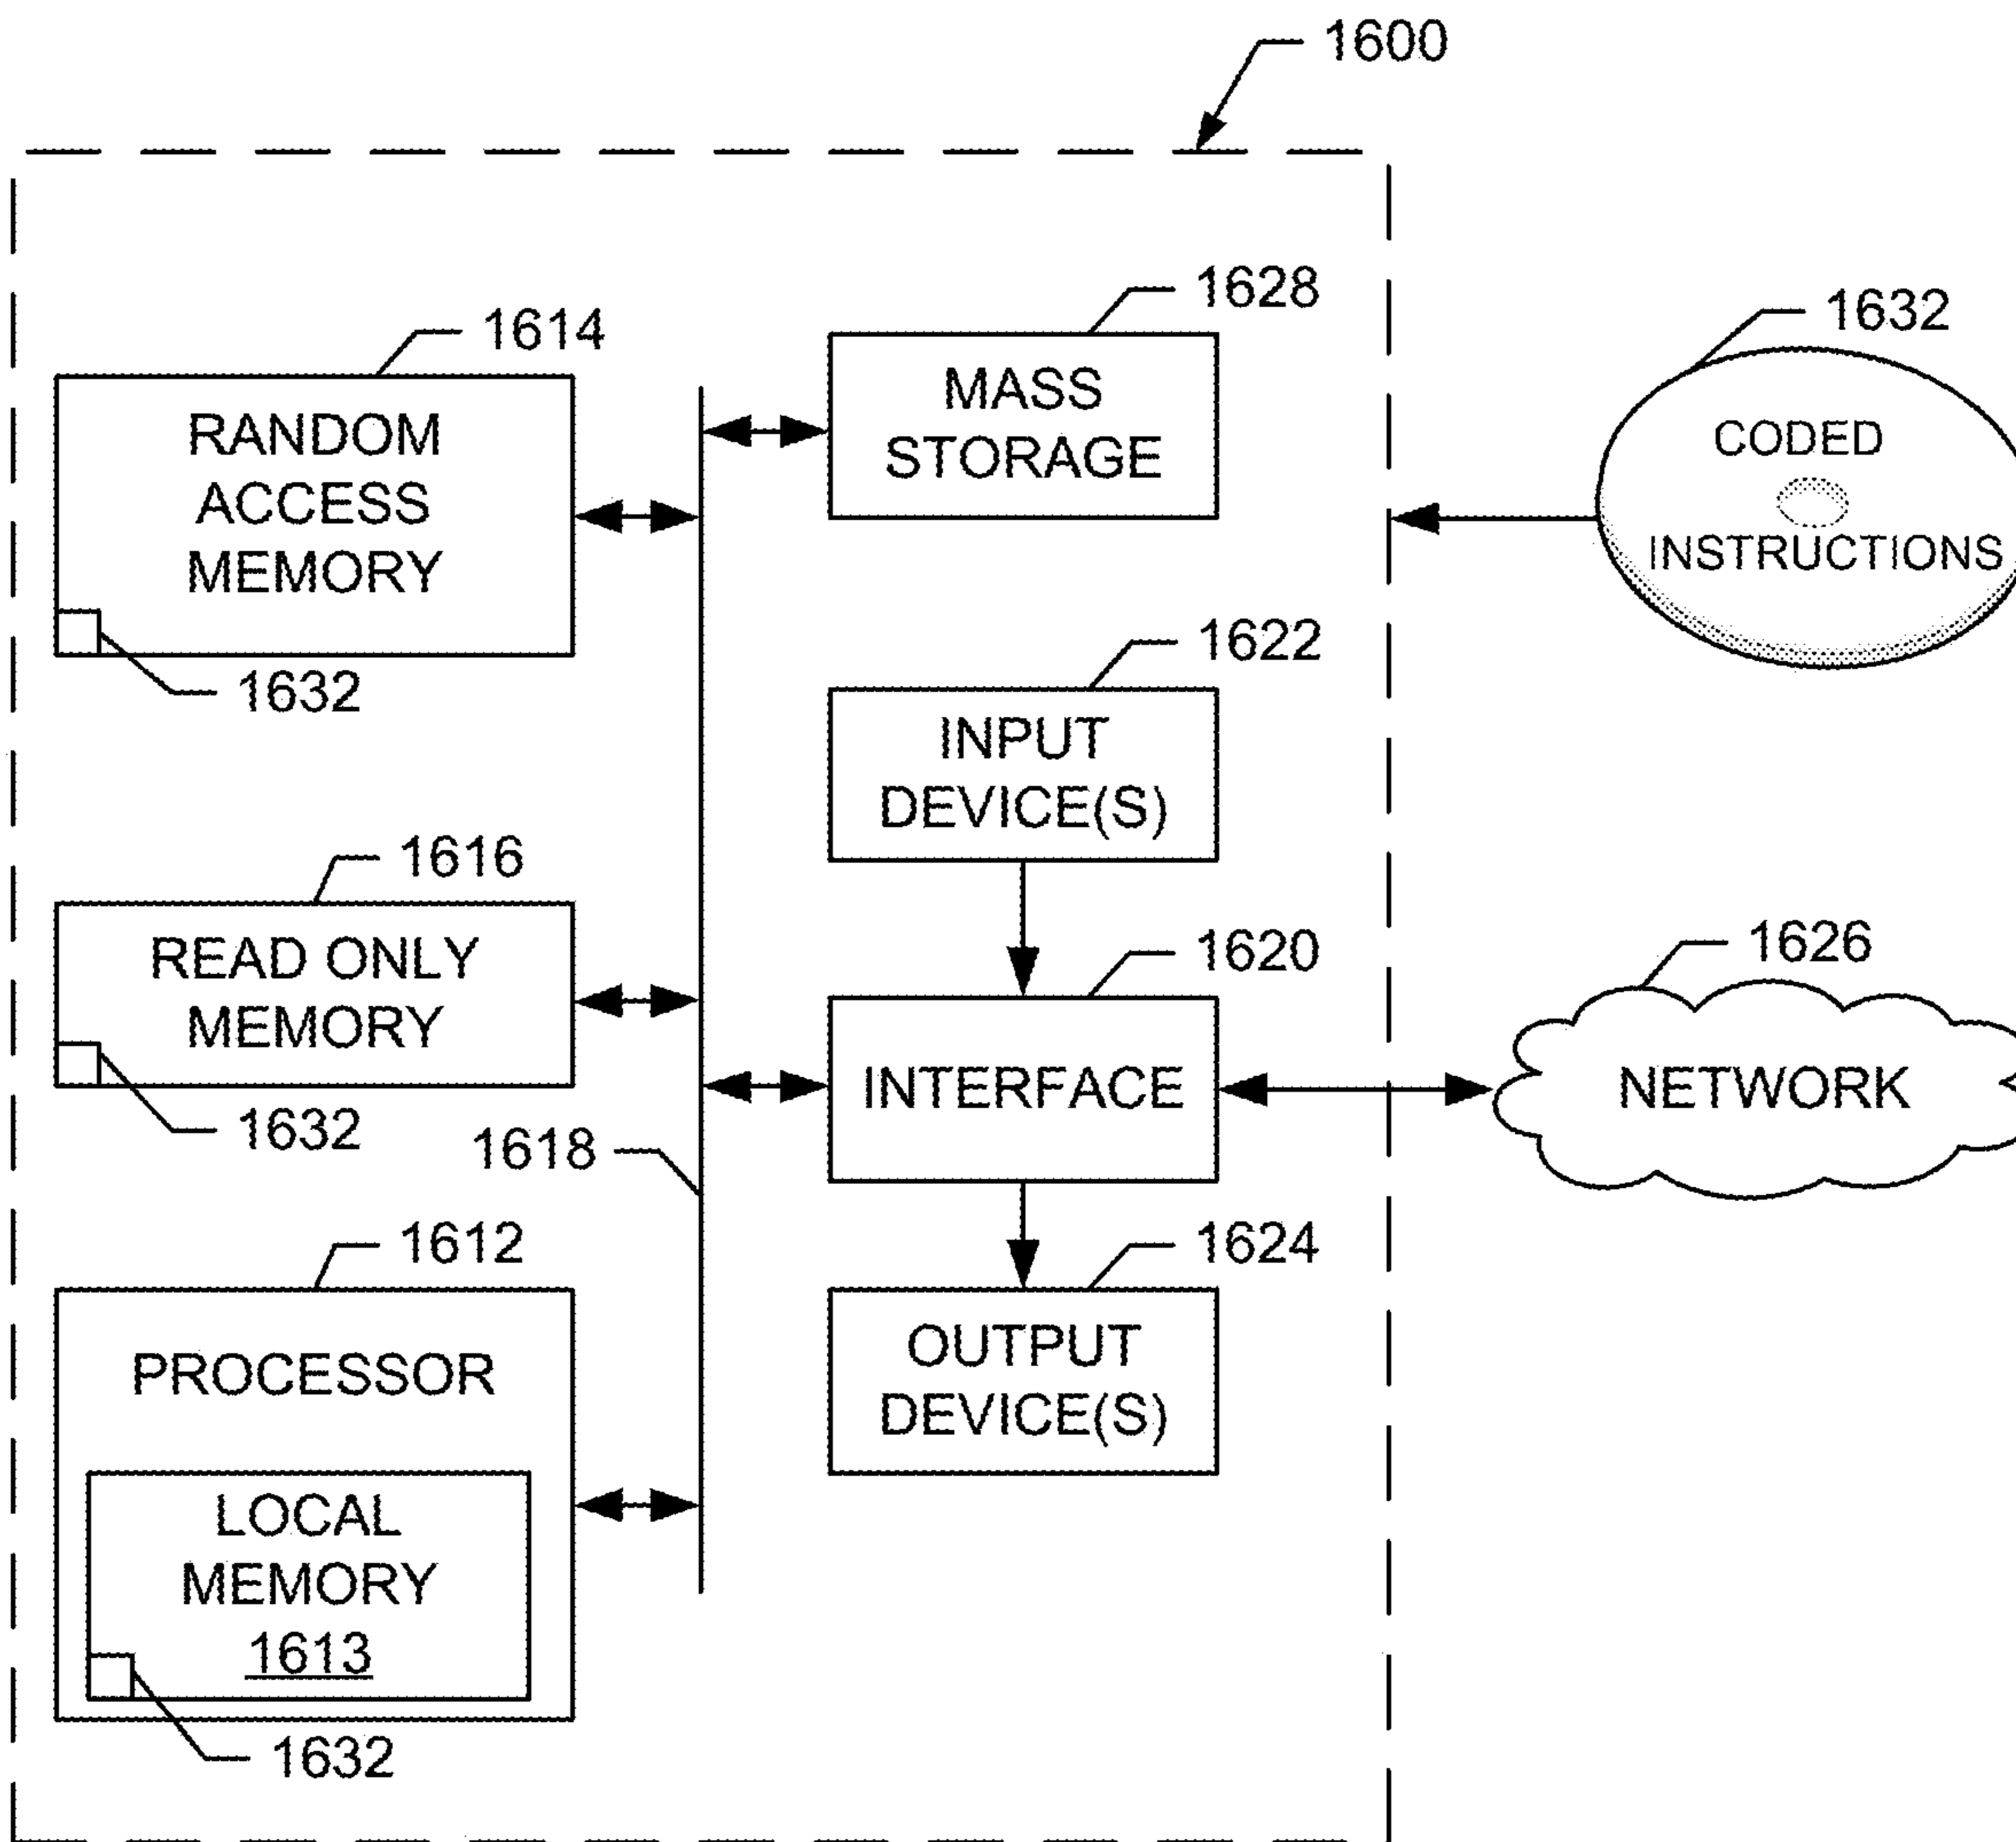 1600
1628
1632
1614
MASS
STORAGE
RANDOM
ACCESS
MEMORY
CODED
INSTRUCTIONS
1632
1622
INPUT
DEVICE(S)
1616
READ ONLY
MEMORY
1620
1626
INTERFACE
NETWORK
1632
1618
1612
1624
PROCESSOR
OUTPUT
DEVICE(S)
LOCAL
MEMORY
1613
1632